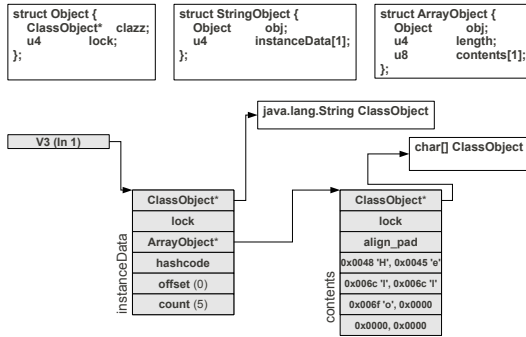 struct Object {
ClassObject* clazz;
u4 lock;
};
struct StringObject {
Object obj;
u4 instanceData[1];
};
struct ArrayObject {
Object obj;
u4 length;
u8 contents[1];
};
java.lang.String ClassObject
V3 (In 1)
char[] ClassObject
instanceData
ClassObject*
lock
ArrayObject*
hashcode
offset (0)
count (5)
contents
ClassObject*
lock
align_pad
0x0048 'H', 0x0045 'e'
0x006c 'l', 0x006c 'l'
0x006f 'o', 0x0000
0x0000, 0x0000